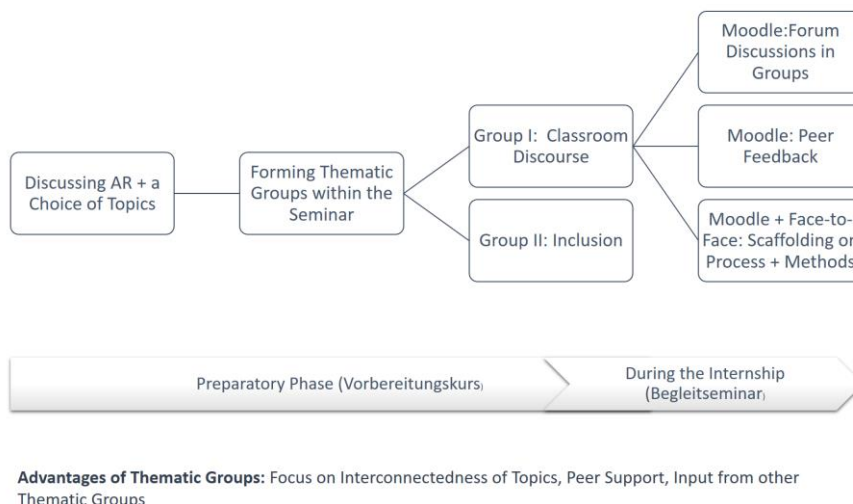 Discussing AR + a
Choice of Topics
Forming Thematic
Groups within the
Seminar
Group I:  Classroom
Discourse
Group II: Inclusion
Moodle:Forum
Discussions in
Groups
Moodle: Peer
Feedback
Moodle + Face-to-
Face: Scaffolding on
Process + Methods
Preparatory Phase (Vorbereitungskurs)
During the Internship
(Begleitseminar)
Advantages of Thematic Groups: Focus on Interconnectedness of Topics, Peer Support, Input from other
Thematic Groups